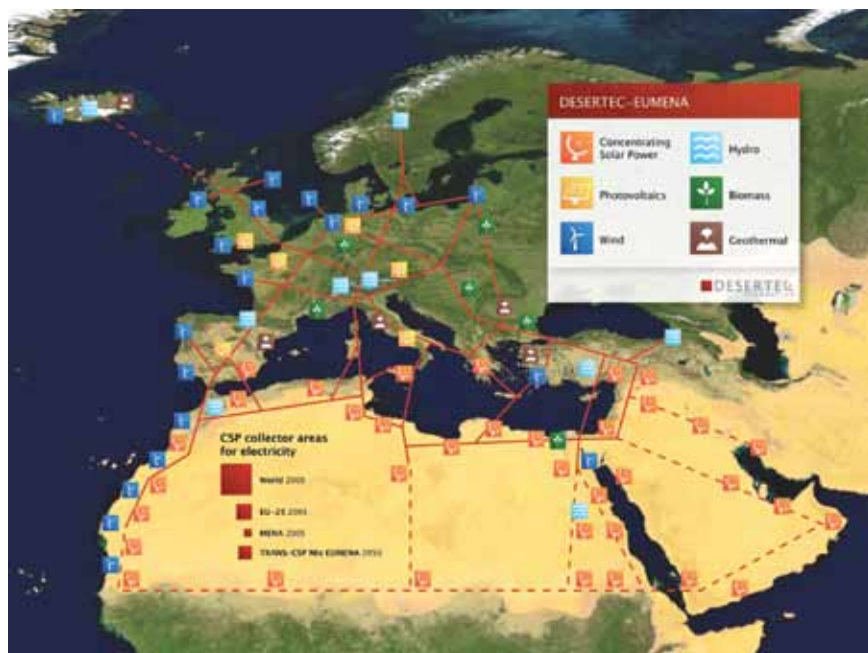 DESERTEC-EUMENA
Concentrating
Solar Power
Hydro
Photovoltaics
Biomass
Wind
Geothermal
DESERTEC
CSP collector areas
for electricity
World 2005
EU-25 2005
MENA 2005
TRANS-CSP Mix EUMENA 2050